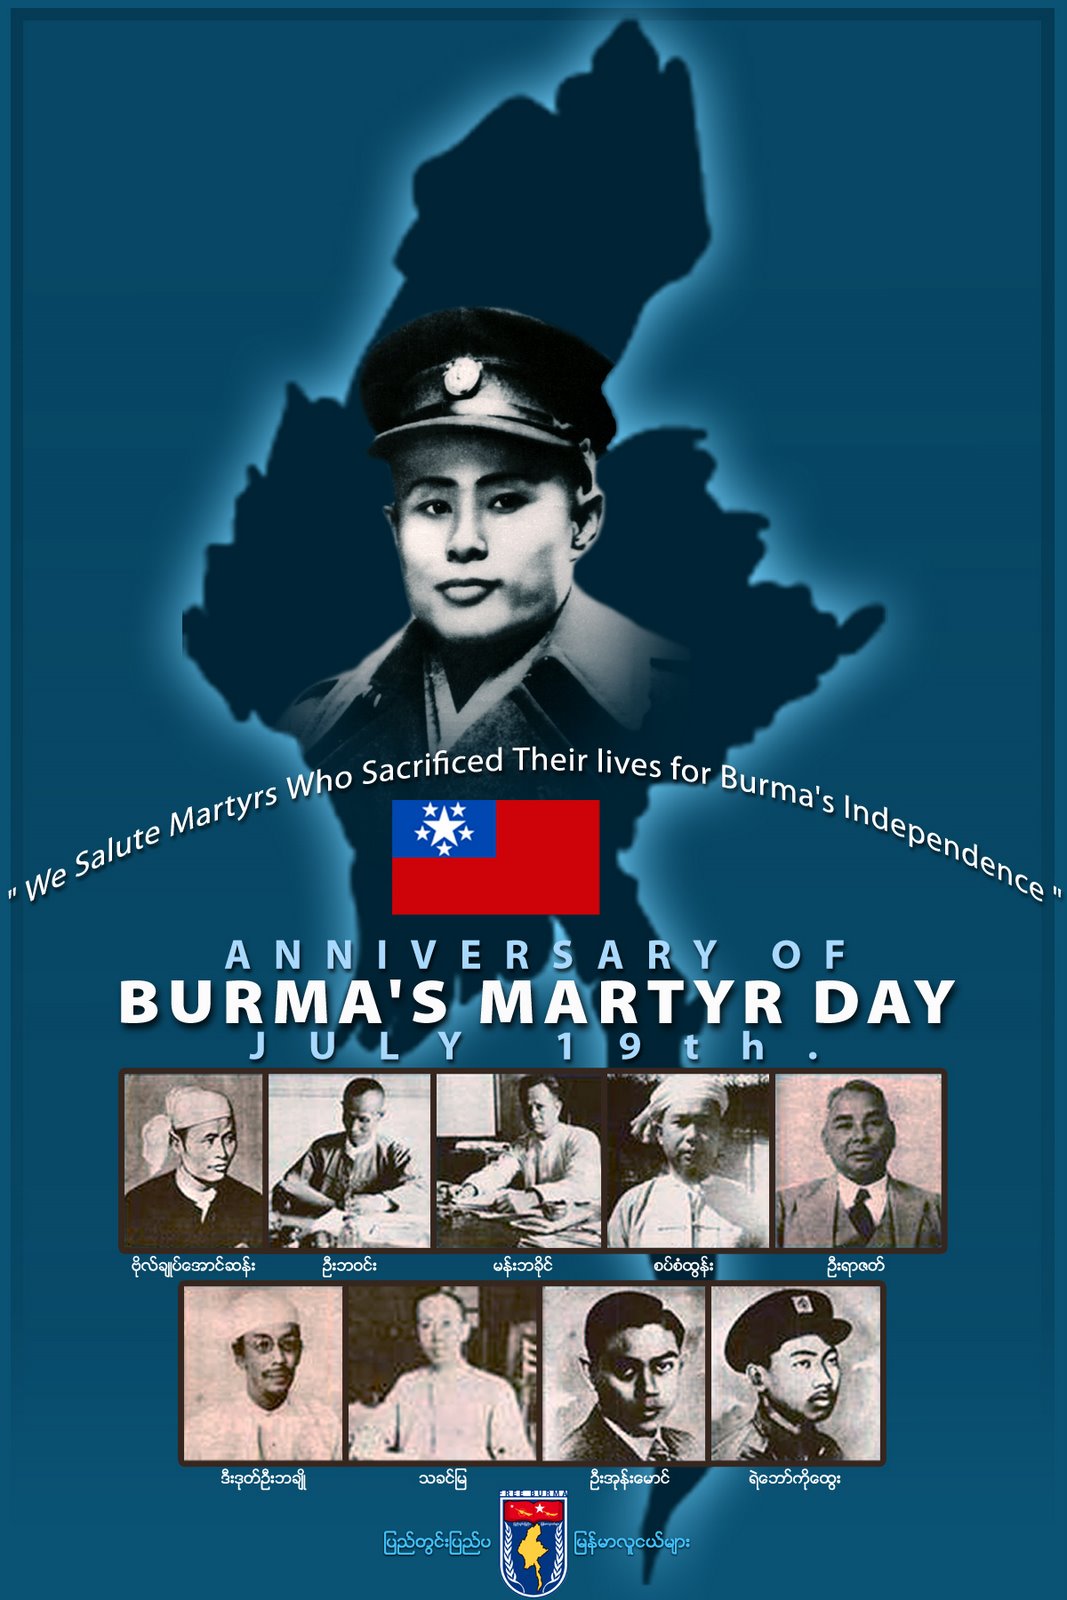 " We Salute Martyrs Who Sacrificed Their lives for Burma's Independence "
ANNIVERSARY OF
BURMA'S MARTYR DAY
JULY 19th.
ဗိုလ်ချုပ်အောင်ဆန်း ဦးဘဝင်း မန်းဘခိုင် စပ်စံထွန်း ဦးရာဇတ်
ဒီးဒုတ်ဦးဘချို သခင်မြ ဦးအုန်းမောင် ရဲဘော်ကိုထွေး
FREE BURMA
ပြည်တွင်းပြည်ပ မြန်မာလူငယ်များ